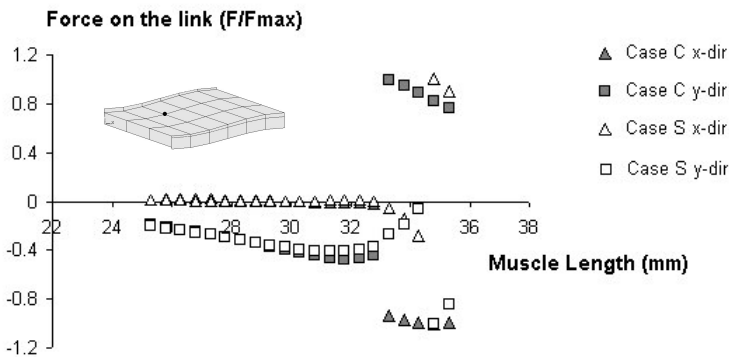 Force on the link (F/Fmax)
1.2
0.8
0.4
0
-0.4
-0.8
-1.2
22 24 26 28 30 32 34 36 38
Muscle Length (mm)
Case C x-dir
Case C y-dir
Case S x-dir
Case S y-dir